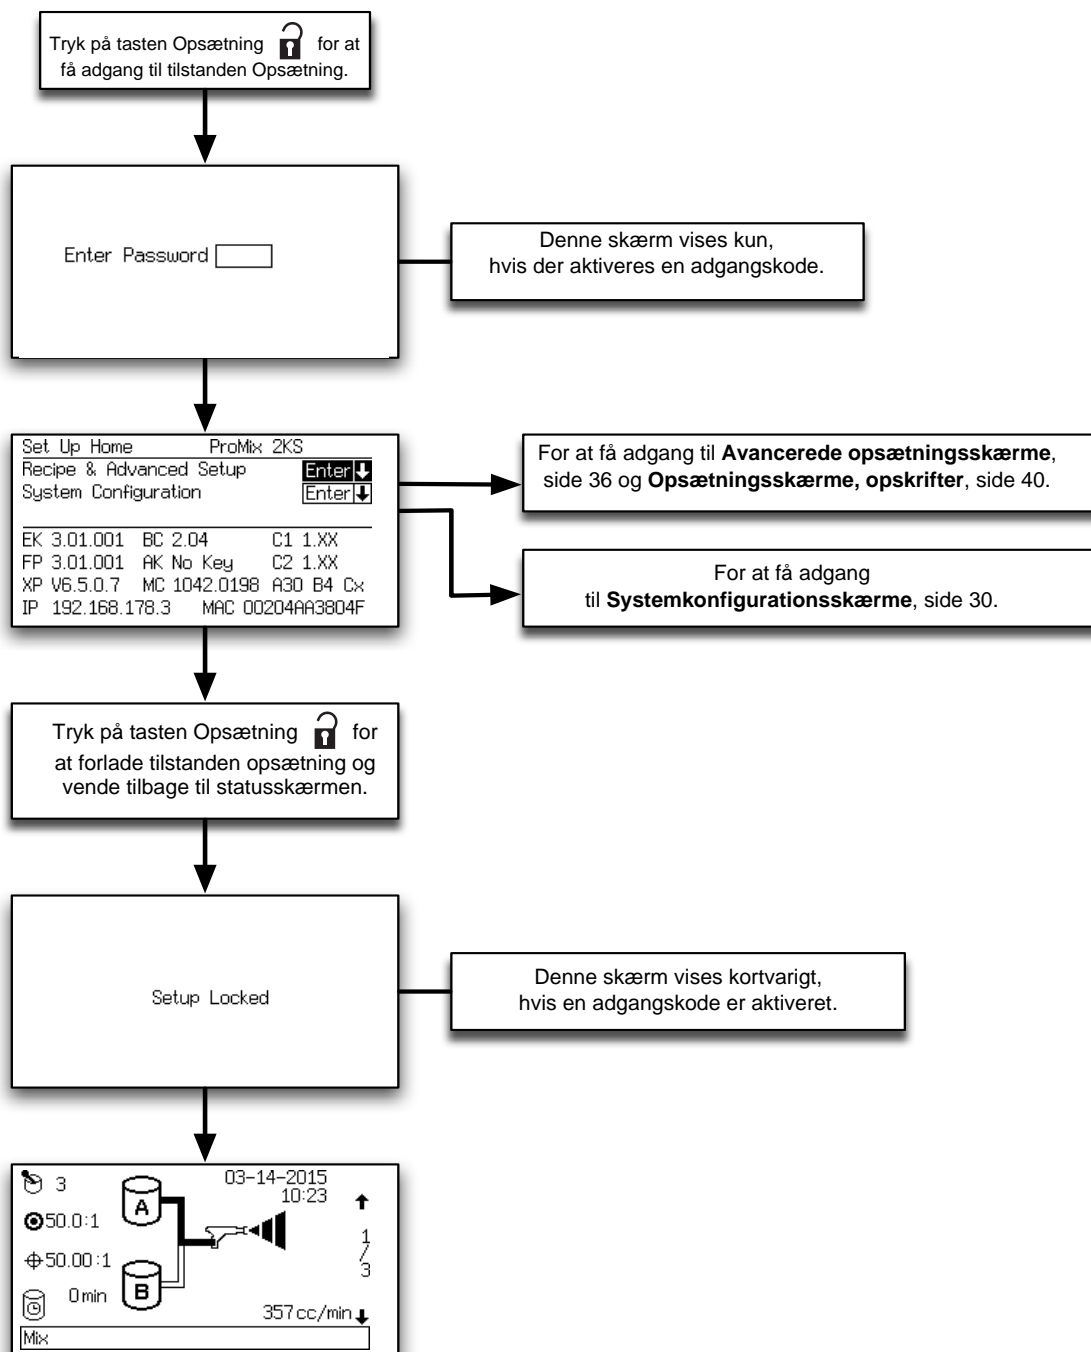 Tryk på tasten Opsætning for at
få adgang til tilstanden Opsætning.
Enter Password
Denne skærm vises kun,
hvis der aktiveres en adgangskode.
Set Up Home ProMix 2KS
Recipe & Advanced Setup Enter
System Configuration Enter
EK 3.01.001 BC 2.04 C1 1.XX
FP 3.01.001 AK No Key C2 1.XX
XP V6.5.0.7 MC 1042.0198 A30 B4 Cx
IP 192.168.178.3 MAC 00204AA3804F
For at få adgang til Avancerede opsætningsskærme,
side 36 og Opsætningsskærme, opskrifter, side 40.
For at få adgang
til Systemkonfigurationsskærme, side 30.
Tryk på tasten Opsætning for
at forlade tilstanden opsætning og
vende tilbage til statusskærmen.
Setup Locked
Denne skærm vises kortvarigt,
hvis en adgangskode er aktiveret.
3
A
03-14-2015
10:23
50.0:1
1
/
3
50.00:1
0min
B
357cc/min
Mix